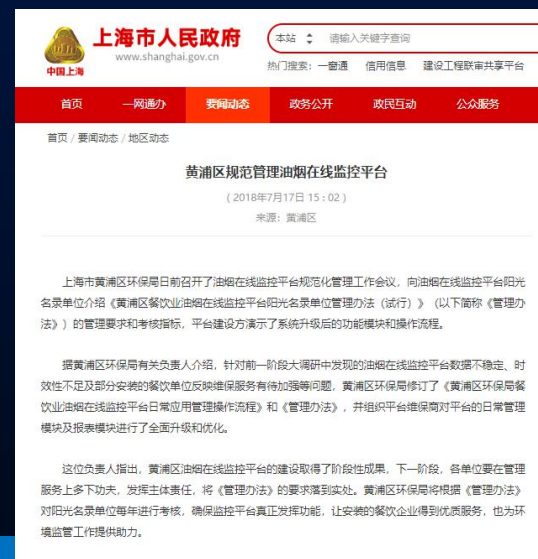 上海市人民政府
www.shanghai.gov.cn
中国上海
本站 请输入关键字查询
热门搜索：一窗通 信用信息 建设工程联审共享平台
首页 一网通办 要闻动态 政务公开 政民互动 公众服务
首页 / 要闻动态 / 地区动态
黄浦区规范管理油烟在线监控平台
（2018年7月17日 15：02）
来源：黄浦区
上海市黄浦区环保局日前召开了油烟在线监控平台规范化管理工作会议，向油烟在线监控平台阳光
名录单位介绍《黄浦区餐饮业油烟在线监控平台阳光名录单位管理办法（试行）》（以下简称《管理办
法》）的管理要求和考核指标，平台建设方演示了系统升级后的功能模块和操作流程。
据黄浦区环保局有关负责人介绍，针对前一阶段大调研中发现的油烟在线监控平台数据不稳定、时
效性不足及部分安装的餐饮单位反映维保服务有待加强等问题，黄浦区环保局修订了《黄浦区环保局餐
饮业油烟在线监控平台日常应用管理操作流程》和《管理办法》，并组织平台维保商对平台的日常管理
模块及报表模块进行了全面升级和优化。
这位负责人指出，黄浦区油烟在线监控平台的建设取得了阶段性成果，下一阶段，各单位要在管理
服务上多下功夫，发挥主体责任，将《管理办法》的要求落到实处。黄浦区环保局将根据《管理办法》
对阳光名录单位每年进行考核，确保监控平台真正发挥功能，让安装的餐饮企业得到优质服务，也为环
境监管工作提供助力。